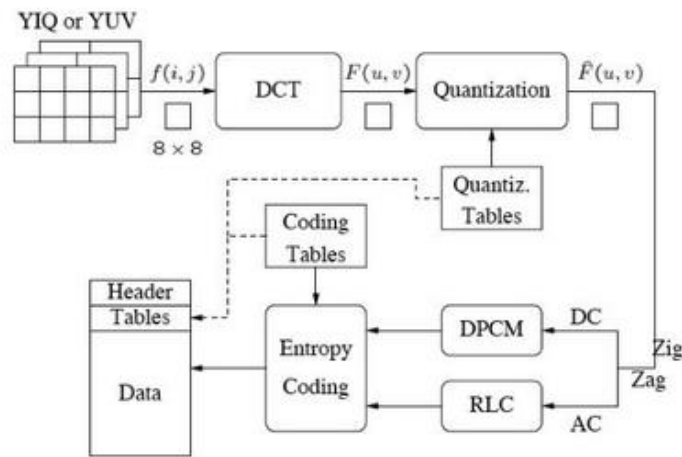 YIQ or YUV
f(i, j)
DCT
F(u, v)
Quantization
F̂(u, v)
8 × 8
Quantiz.
Tables
Coding
Tables
Header
Tables
Data
Entropy
Coding
DPCM
DC
Zig
Zag
RLC
AC